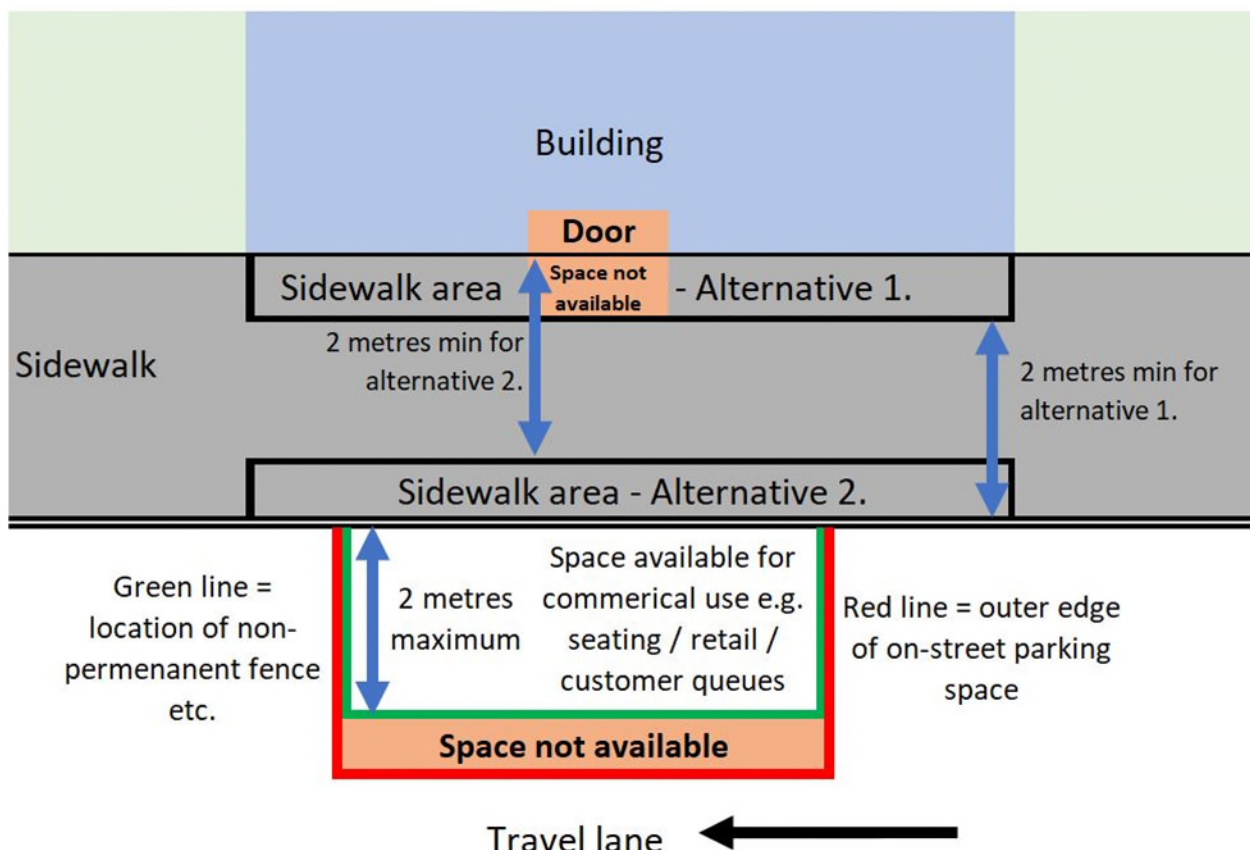 Building
Door
Space not
available
Sidewalk area
- Alternative 1.
2 metres min for
alternative 2.
Sidewalk
2 metres min for
alternative 1.
Sidewalk area - Alternative 2.
Green line =
location of non-
permenanent fence
etc.
2 metres
maximum
Space available for
commerical use e.g.
seating / retail /
customer queues
Red line = outer edge
of on-street parking
space
Space not available
Travel lane